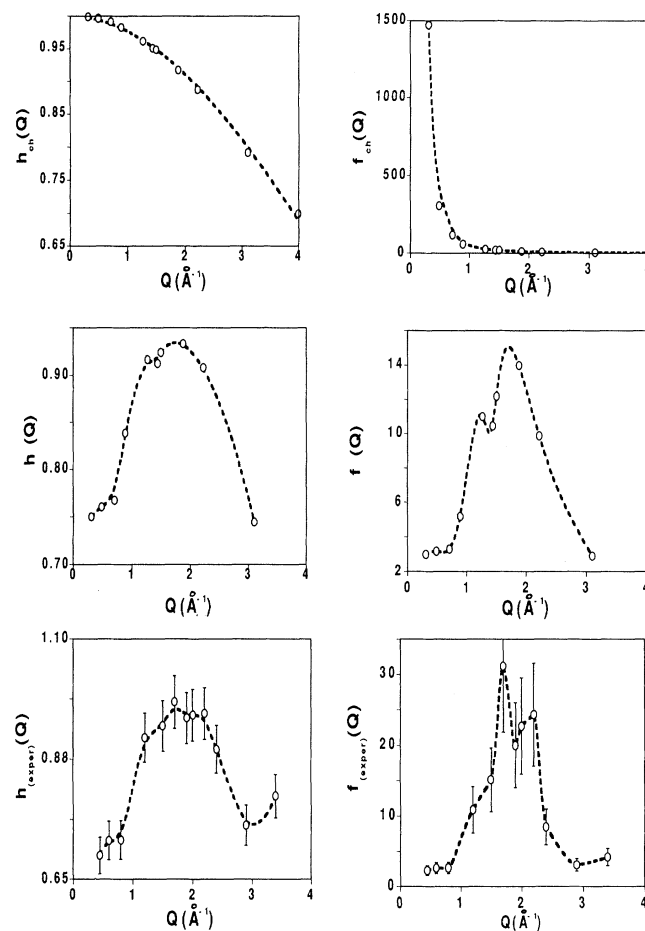 0.95
0.85
0.75
0.65
h_ch(Q)
0 1 2 3 4
Q (Å⁻¹)
1500
1000
500
0
f_ch(Q)
0 1 2 3
Q (Å⁻¹)
0.90
0.80
0.70
h (Q)
0 1 2 3 4
Q (Å⁻¹)
14
10
6
2
f (Q)
0 1 2 3 4
Q (Å⁻¹)
1.10
0.88
0.65
h_(exper)(Q)
0 1 2 3 4
Q (Å⁻¹)
30
20
10
0
f_(exper)(Q)
0 1 2 3 4
Q(Å⁻¹)